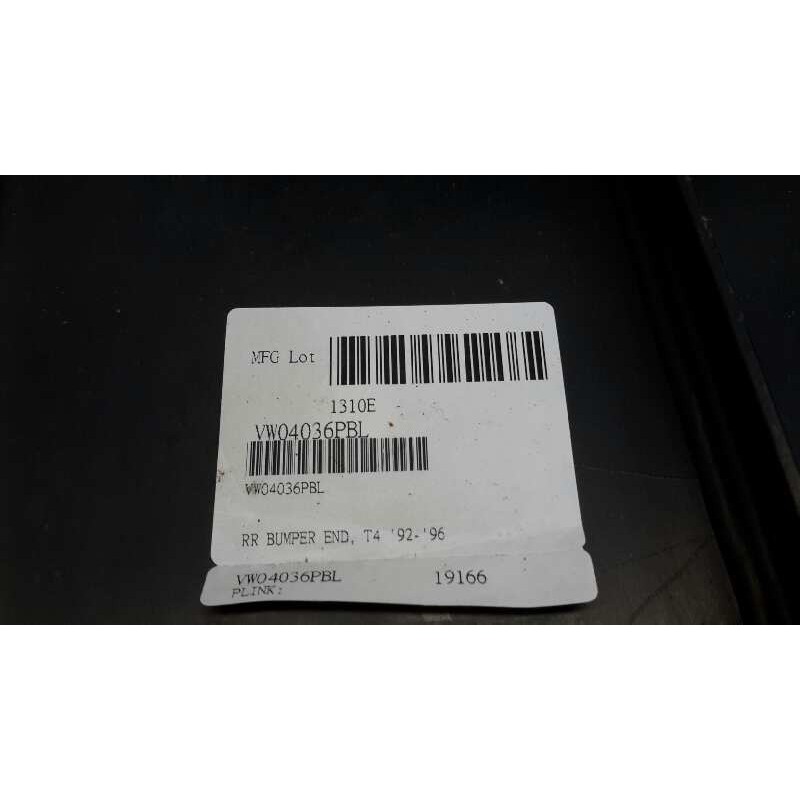 MFG Lot
1310E
VW04036PBL
VW04036PBL
RR BUMPER END, T4 '92-'96
VW04036PBL 19166
PLINK: